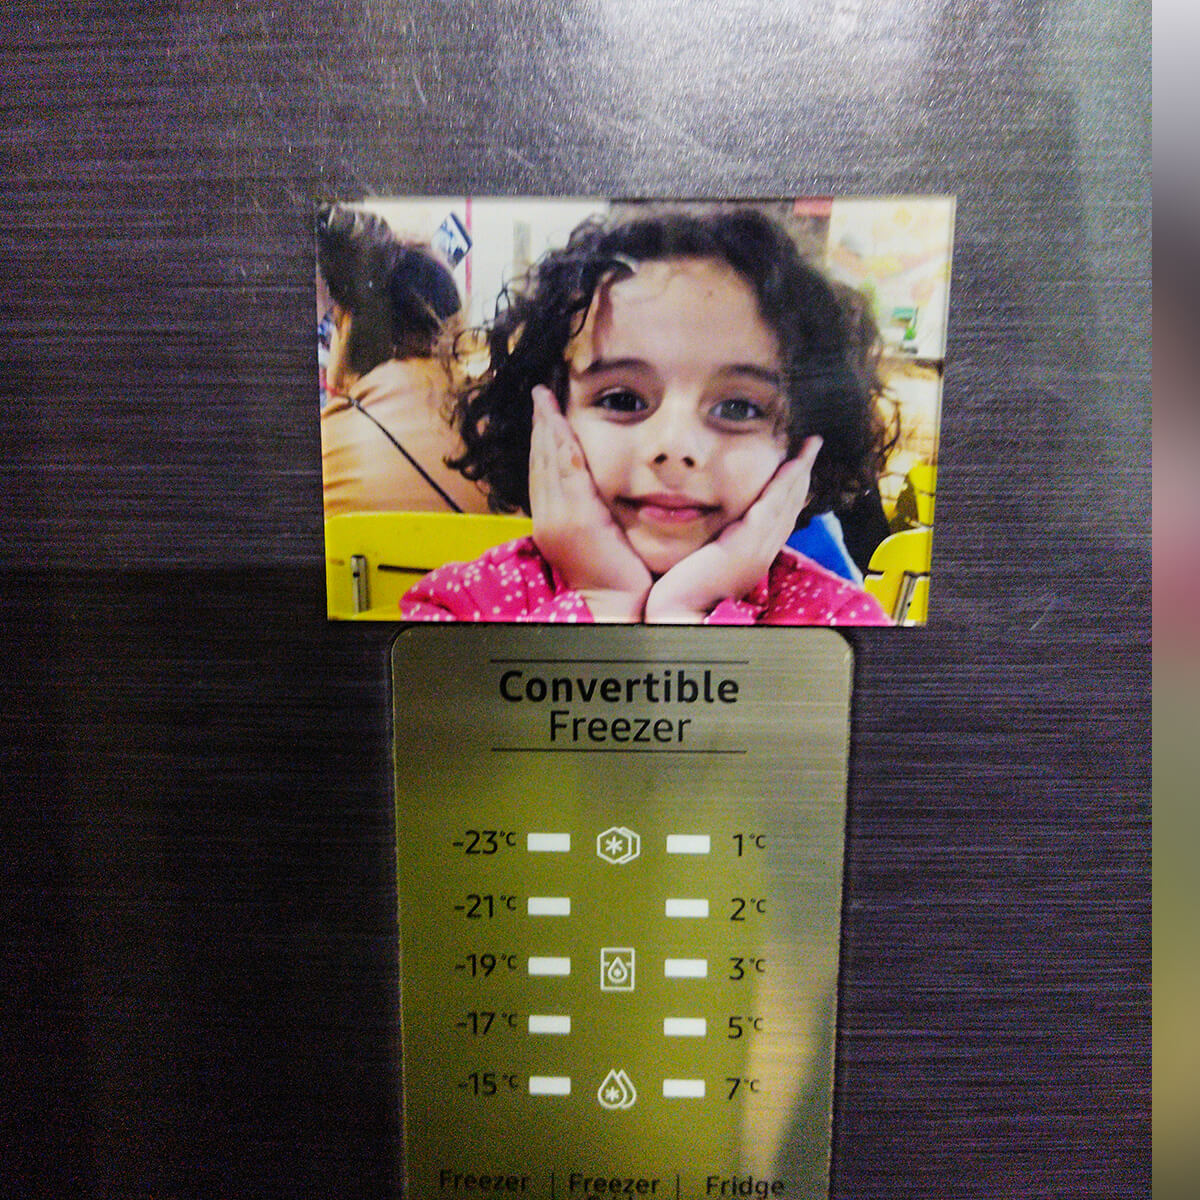 Convertible
Freezer
-23°C 1°C
-21°C 2°C
-19°C 3°C
-17°C 5°C
-15°C 7°C
Freezer | Freezer | Fridge